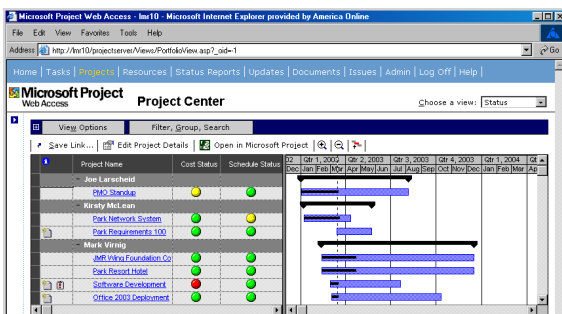 Microsoft Project Web Access - lmr10 - Microsoft Internet Explorer provided by America Online
File Edit View Favorites Tools Help
Address http://lmr10/projectserver/Views/PortfolioView.asp?_oid=-1 Go
Home | Tasks | Projects | Resources | Status Reports | Updates | Documents | Issues | Admin | Log Off | Help |
Microsoft Project
Web Access
Project Center
Choose a view: Status
View Options Filter, Group, Search
Save Link... | Edit Project Details | Open in Microsoft Project
02 Qtr 1, 2003 Qtr 2, 2003 Qtr 3, 2003 Qtr 4, 2003 Qtr 1, 2004 Qt
Project Name Cost Status Schedule Status Dec Jan Feb Mar Apr May Jun Jul Aug Sep Oct Nov Dec Jan Feb Mar Ap
- Joe Larscheid
PMO Standup
- Kirsty McLean
Park Network System
Park Requirements 100
- Mark Virnig
JMR Wing Foundation Co
Park Resort Hotel
Software Development
Office 2003 Deployment